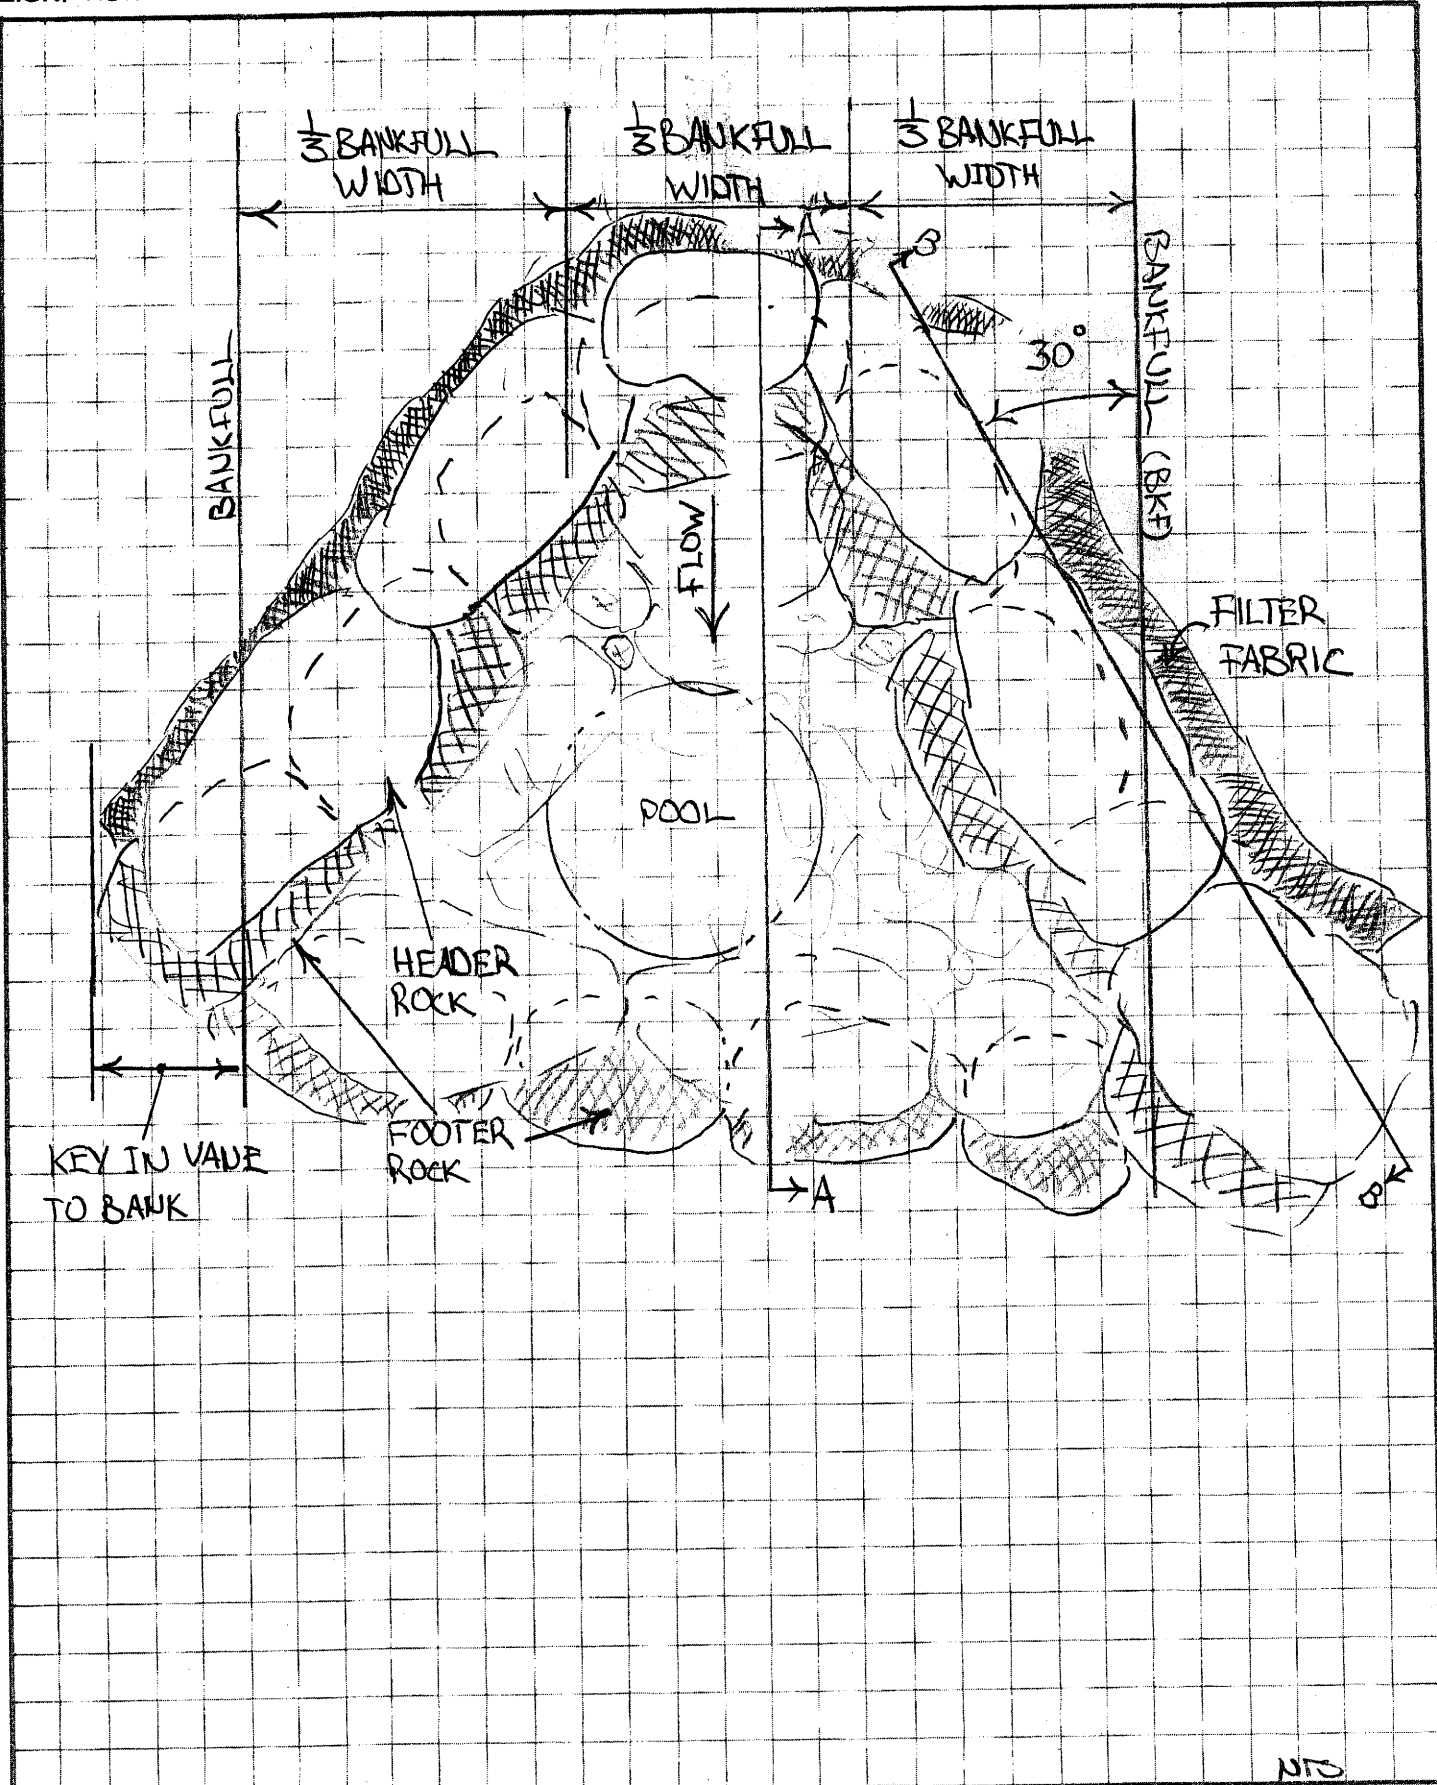 1/3 BANKFULL
WIDTH
1/3 BANKFULL
WIDTH
1/3 BANKFULL
WIDTH
A
B
BANKFULL (BKF)
30°
BANKFULL
FLOW
FILTER
FABRIC
POOL
HEADER
ROCK
FOOTER
ROCK
KEY IN VANE
TO BANK
A
B
NTS